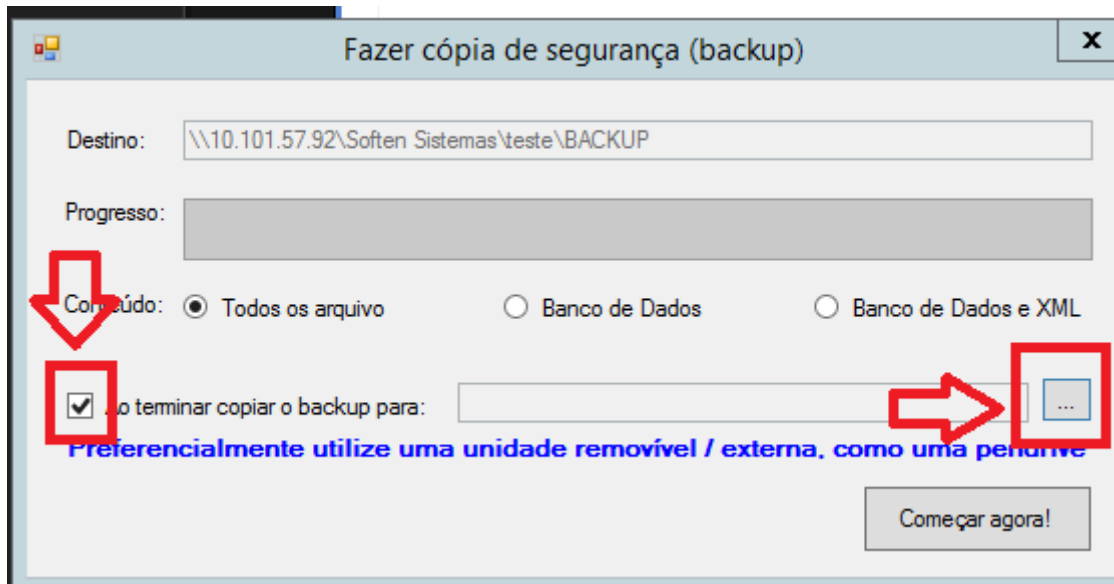 Fazer cópia de segurança (backup)
x
Destino: \\10.101.57.92\Soften Sistemas\teste\BACKUP
Progresso:
Conteúdo: Todos os arquivo Banco de Dados Banco de Dados e XML
Ao terminar copiar o backup para: ...
Preferencialmente utilize uma unidade removível / externa, como uma pendrive
Começar agora!